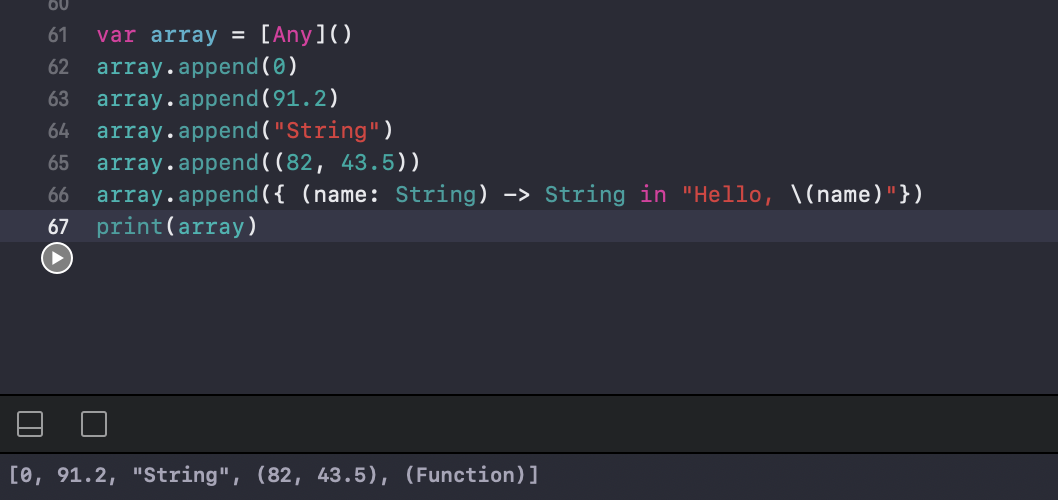 60
61 var array = [Any]()
62 array.append(0)
63 array.append(91.2)
64 array.append("String")
65 array.append((82, 43.5))
66 array.append({ (name: String) -> String in "Hello, \(name)"})
67 print(array)
[0, 91.2, "String", (82, 43.5), (Function)]